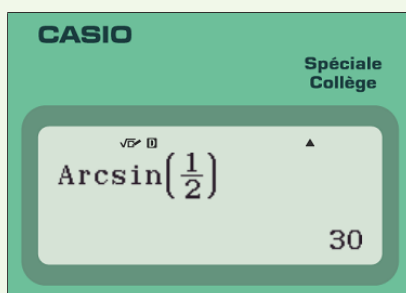 CASIO
Spéciale
Collège
√▱/ D ▲
Arcsin(1/2)
30